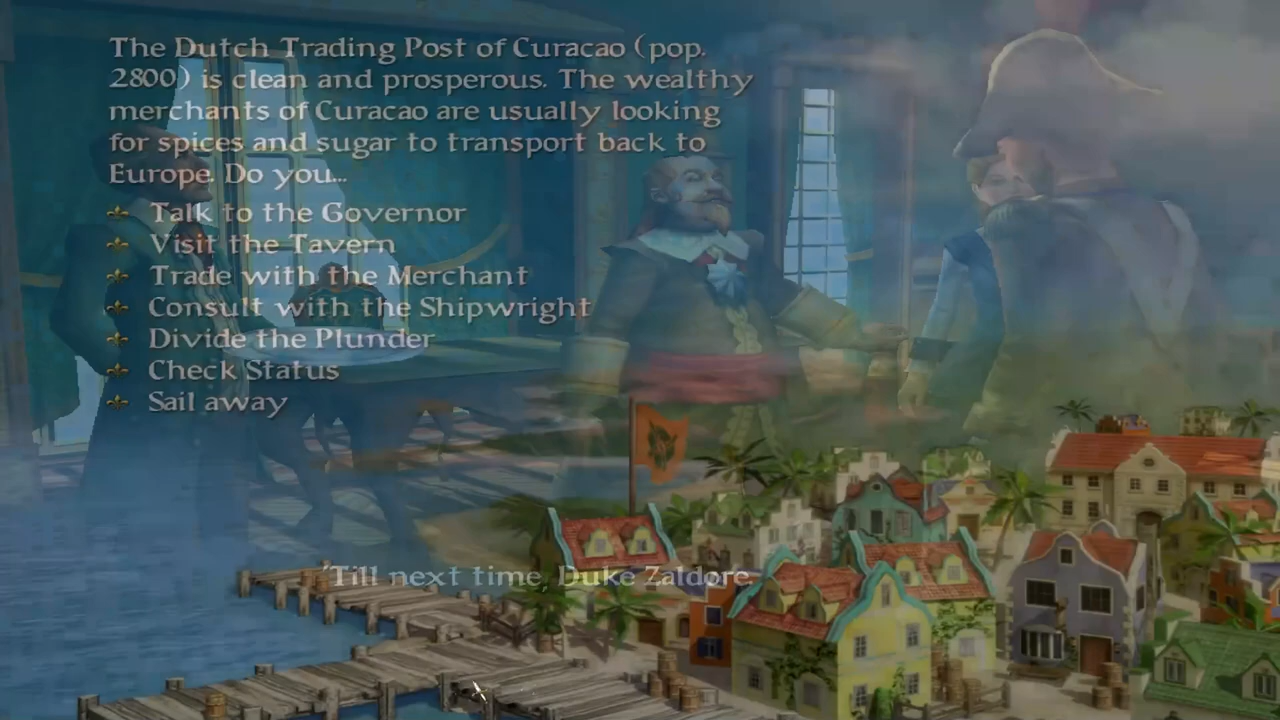 The Dutch Trading Post of Curacao (pop.
2800) is clean and prosperous. The wealthy
merchants of Curacao are usually looking
for spices and sugar to transport back to
Europe. Do you...
Talk to the Governor
Visit the Tavern
Trade with the Merchant
Consult with the Shipwright
Divide the Plunder
Check Status
Sail away
'Till next time, Duke Zaldore.